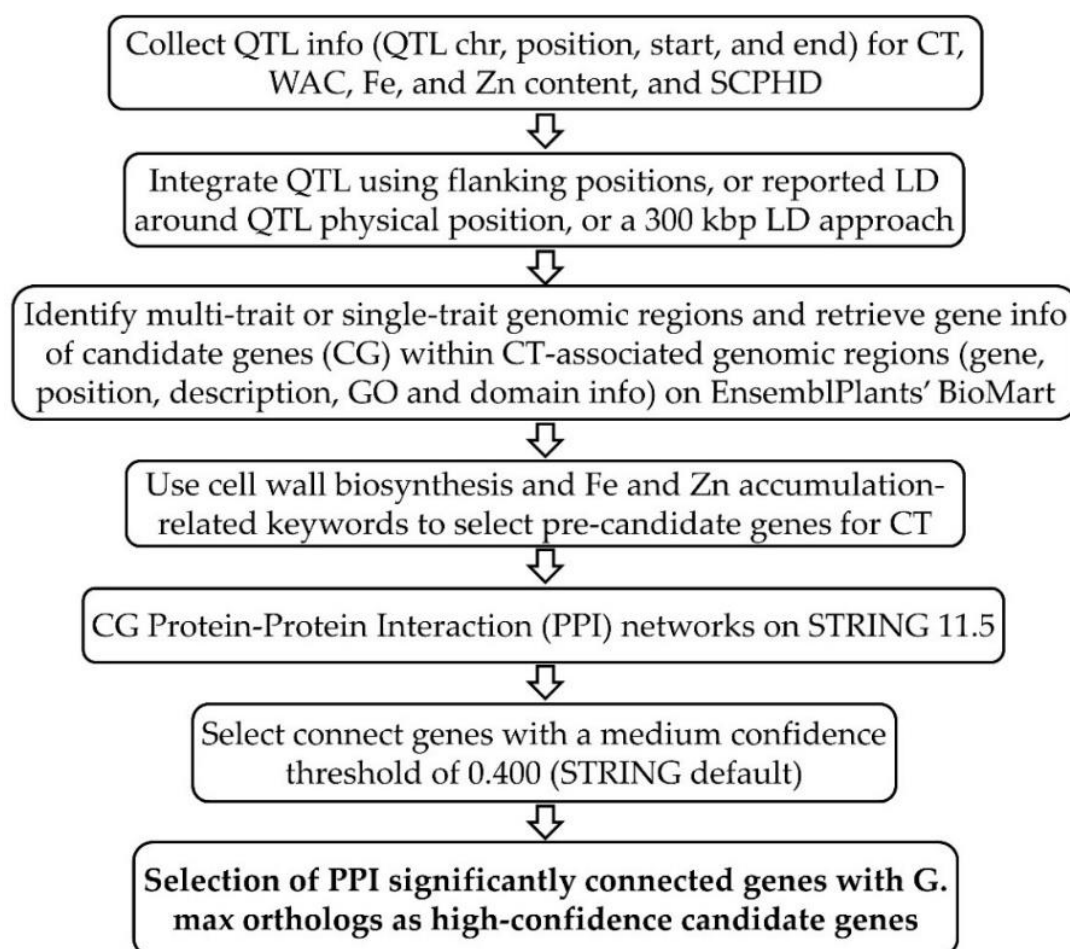 Collect QTL info (QTL chr, position, start, and end) for CT,
WAC, Fe, and Zn content, and SCPHD
Integrate QTL using flanking positions, or reported LD
around QTL physical position, or a 300 kbp LD approach
Identify multi-trait or single-trait genomic regions and retrieve gene info
of candidate genes (CG) within CT-associated genomic regions (gene,
position, description, GO and domain info) on EnsemblPlants' BioMart
Use cell wall biosynthesis and Fe and Zn accumulation-
related keywords to select pre-candidate genes for CT
CG Protein-Protein Interaction (PPI) networks on STRING 11.5
Select connect genes with a medium confidence
threshold of 0.400 (STRING default)
Selection of PPI significantly connected genes with G.
max orthologs as high-confidence candidate genes